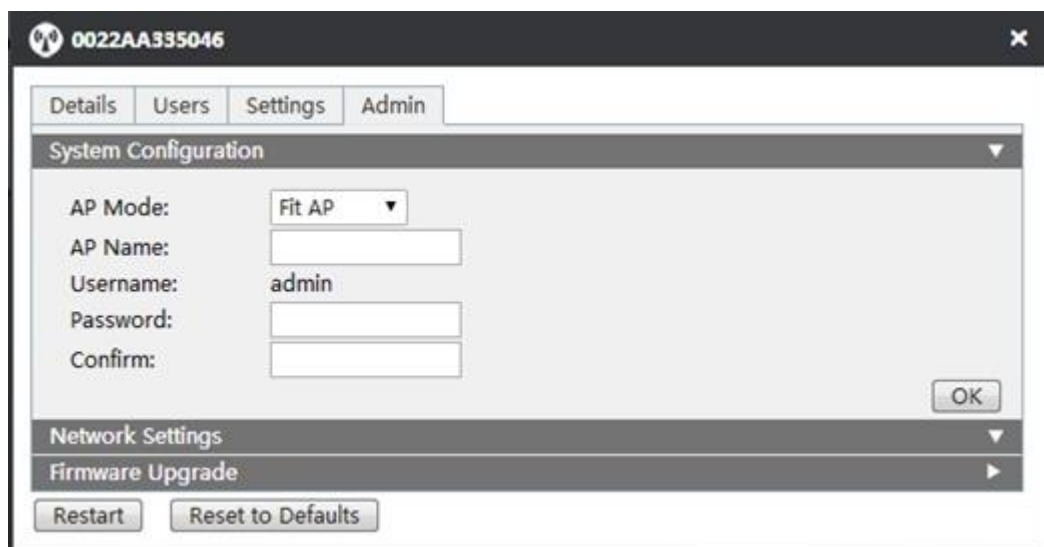 0022AA335046
Details Users Settings Admin
System Configuration
AP Mode: Fit AP
AP Name:
Username: admin
Password:
Confirm:
OK
Network Settings
Firmware Upgrade
Restart Reset to Defaults